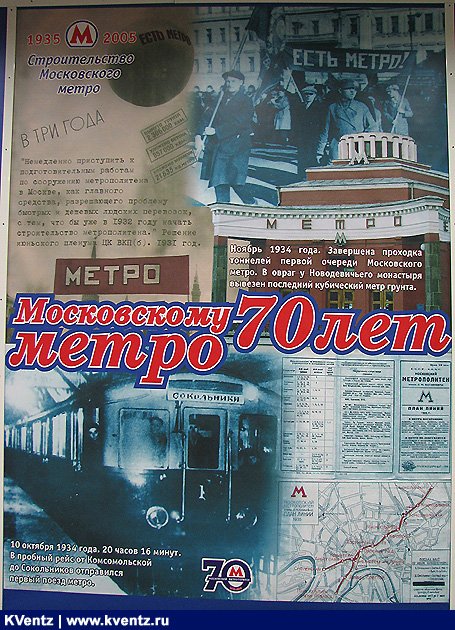 1935 М 2005
Строительство
Московского
метро
ЕСТЬ МЕТРО
ЕСТЬ МЕТРО!
В ТРИ ГОДА
"Немедленно приступить к
подготовительным работам
по сооружению метрополитена
в Москве, как главного
средства, разрешающего проблему
быстрых и дешевых людских перевозок,
с тем, что бы уже в 1932 году начать
строительство метрополитена." Решение
июньского пленума ЦК ВКП(б). 1931 год.
М
МЕТРО
М
Ноябрь 1934 года. Завершена проходка
тоннелей первой очереди Московского
метро. В овраг у Новодевичьего монастыря
вывезен последний кубический метр грунта.
МЕТРО
Московскому
метро 70 лет
СОКОЛЬНИКИ
1
МЕТРОПОЛИТЕН
М
ПЛАН ЛИНИЙ
М
10 октября 1934 года. 20 часов 16 минут.
В пробный рейс от Комсомольской
до Сокольников отправился
первый поезд метро.
70 М
KVentz | www.kventz.ru